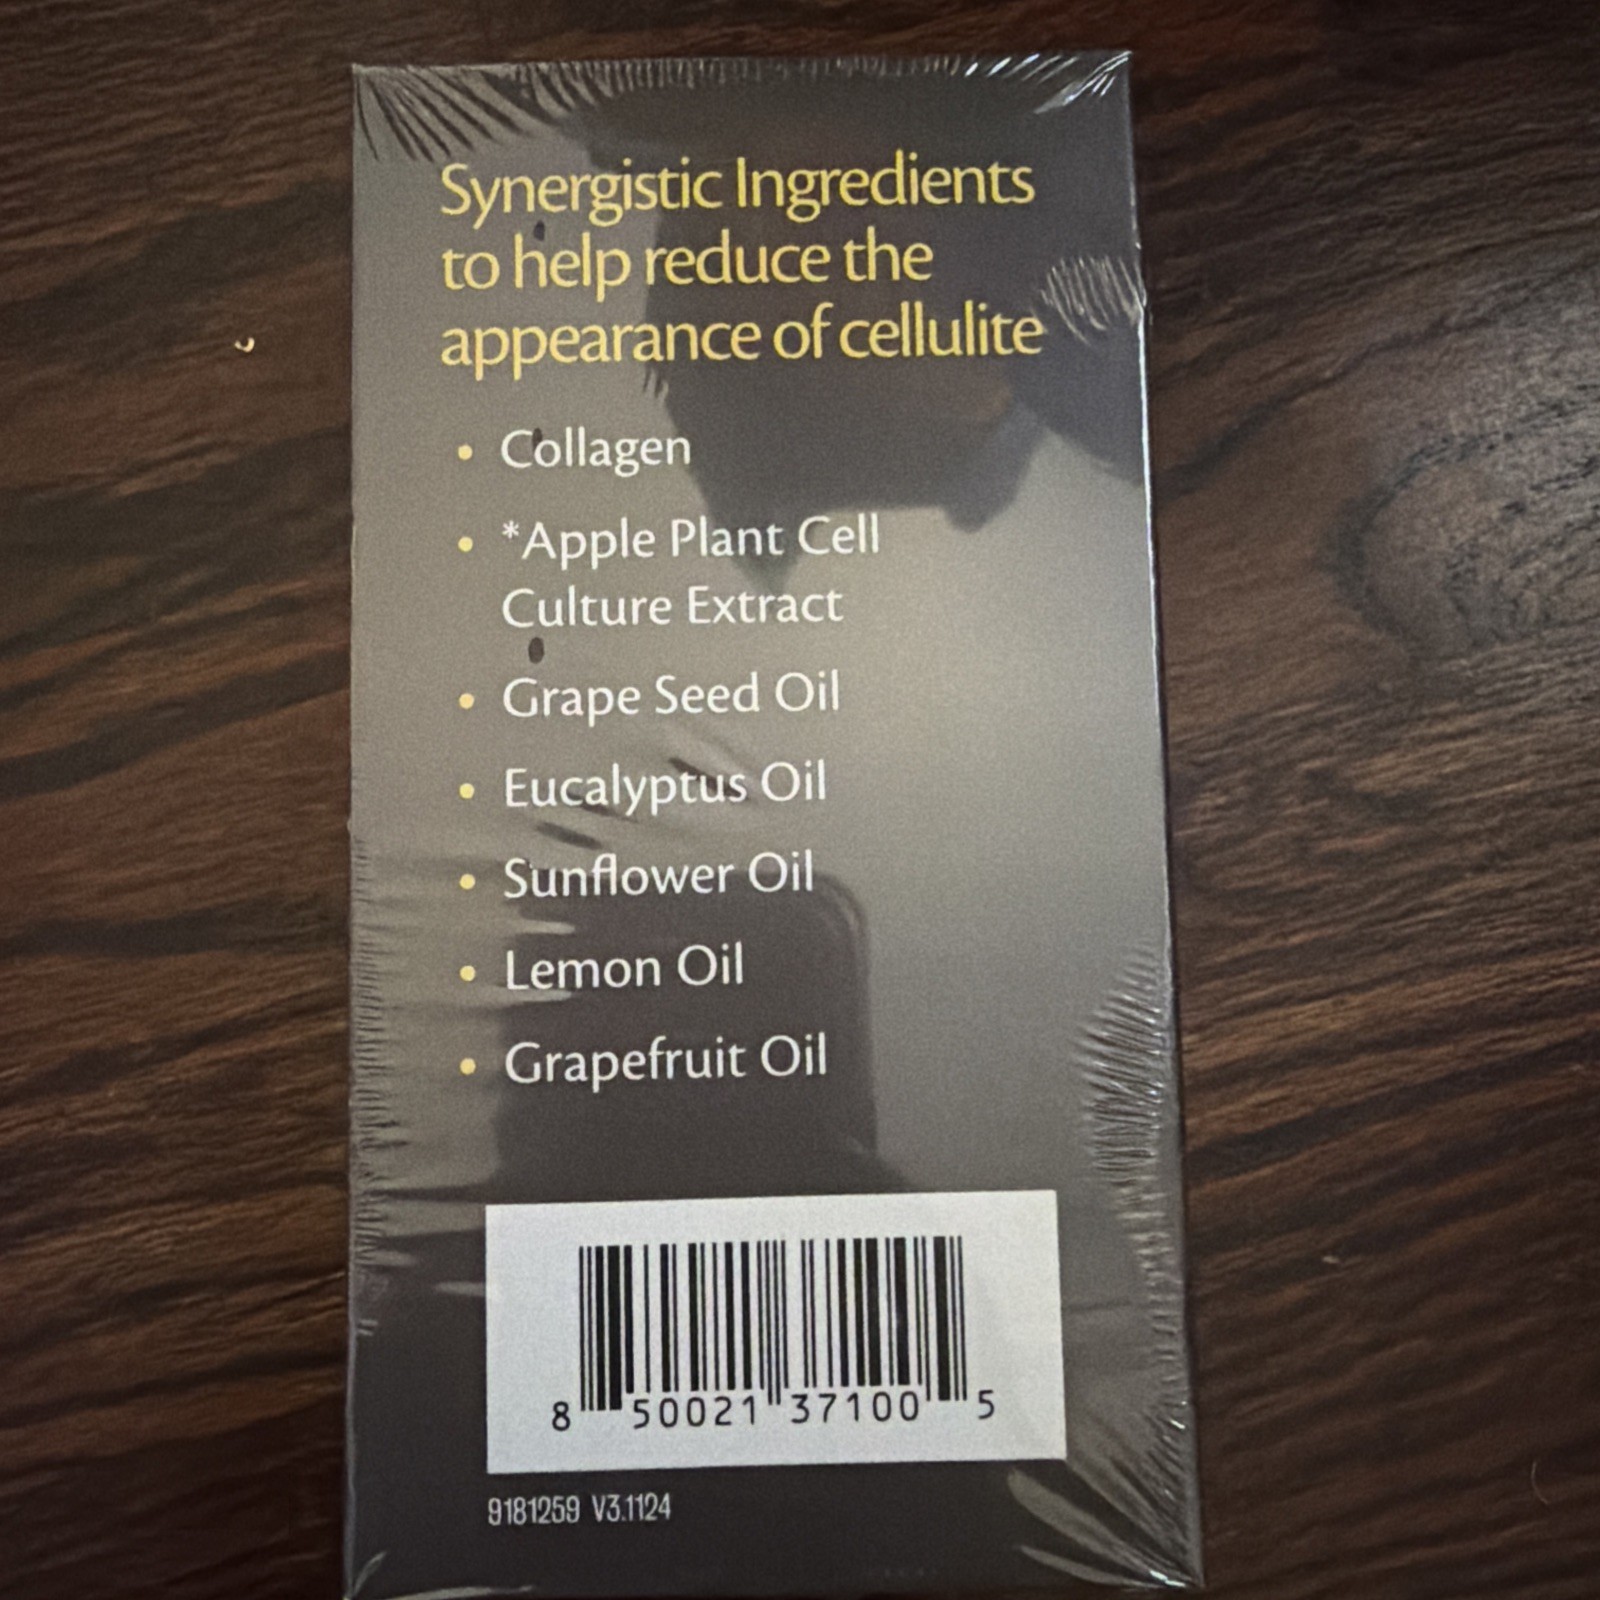 Synergistic Ingredients
to help reduce the
appearance of cellulite
• Collagen
• *Apple Plant Cell
Culture Extract
• Grape Seed Oil
• Eucalyptus Oil
• Sunflower Oil
• Lemon Oil
• Grapefruit Oil
8 50021 37100 5
9181259 V3.1124